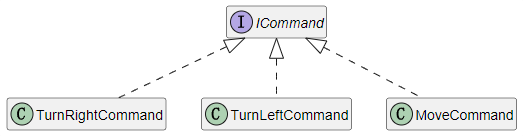 I ICommand
C TurnRightCommand
C TurnLeftCommand
C MoveCommand